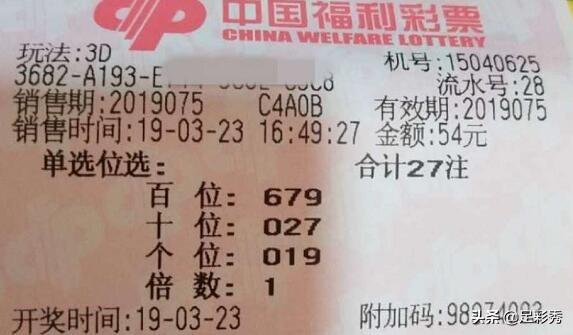 中国福利彩票
CHINA WELFARE LOTTERY
玩法:3D 机号:15040625
3682-A193- 流水号:28
销售期:2019075 C4A0B 有效期:2019075
销售时间:19-03-23 16:49:27 金额:54元
单选位选: 合计27注
百 位: 679
十 位: 027
个 位: 019
倍 数: 1
开奖时间:19-03-23 附加码:
头条@足彩秀